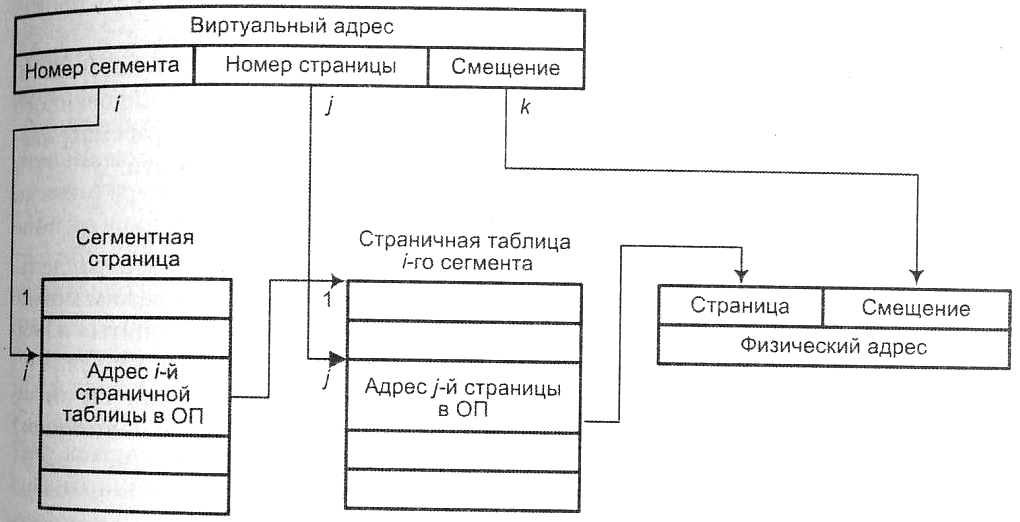 Виртуальный адрес
Номер сегмента
Номер страницы
Смещение
i
j
k
Сегментная
страница
Страничная таблица
i-го сегмента
1
1
i
j
Адрес i-й
страничной
таблицы в ОП
Адрес j-й страницы
в ОП
Страница
Смещение
Физический адрес